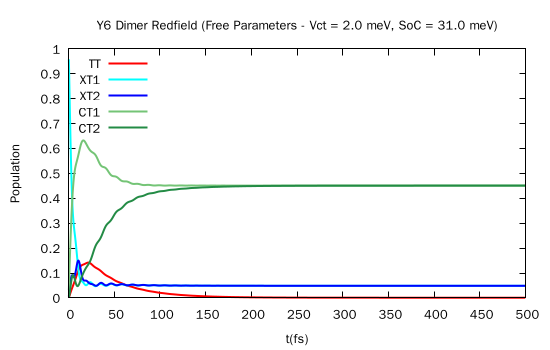 Y6 Dimer Redfield (Free Parameters - Vct = 2.0 meV, SoC = 31.0 meV)
1
0.9
0.8
0.7
0.6
0.5
0.4
0.3
0.2
0.1
0
Population
TT
XT1
XT2
CT1
CT2
0 50 100 150 200 250 300 350 400 450 500
t(fs)